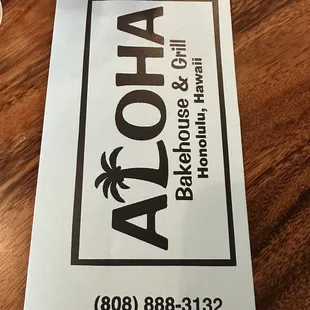 ALOHA
Bakehouse & Grill
Honolulu, Hawaii
(808) 888-3132